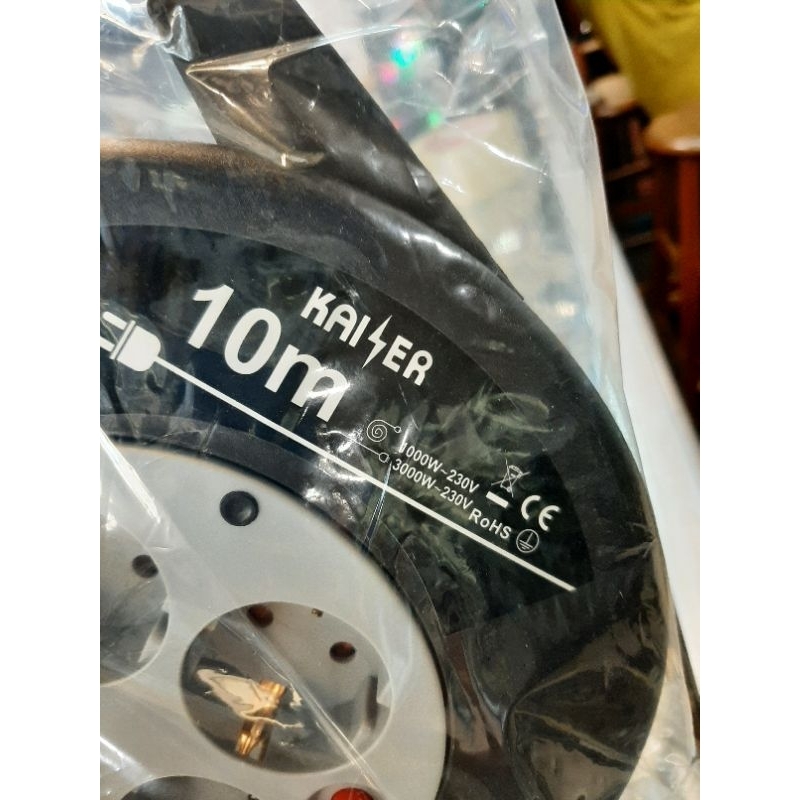 KAISER
10m
1000W~230V
3000W~230V
CE
RoHS